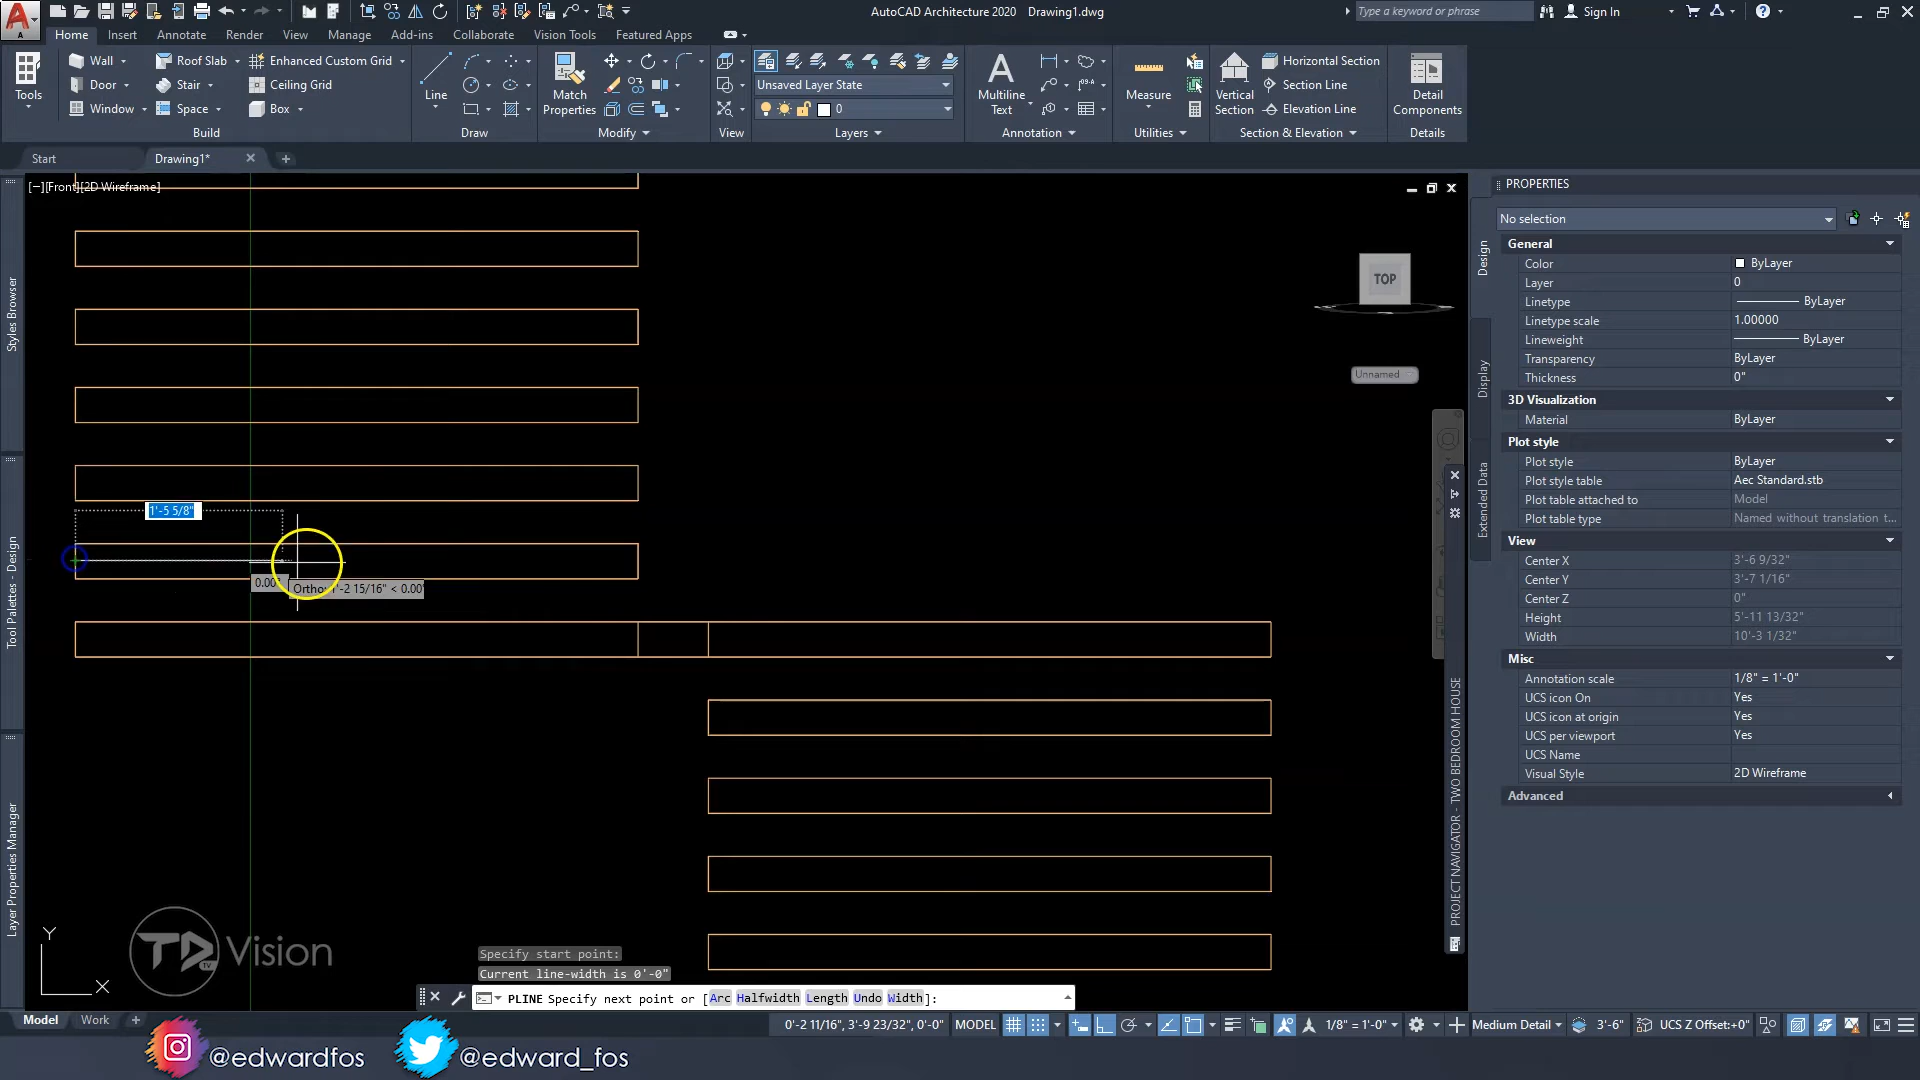 AutoCAD Architecture 2020 Drawing1.dwg
Type a keyword or phrase
Sign In
Home Insert Annotate Render View Manage Add-ins Collaborate Vision Tools Featured Apps
Tools
Wall
Door
Window
Roof Slab
Stair
Space
Enhanced Custom Grid
Ceiling Grid
Box
Build
Line
Draw
Match Properties
Modify
View
Unsaved Layer State
0
Layers
Multiline Text
Annotation
Measure
Utilities
Vertical Section
Horizontal Section
Section Line
Elevation Line
Section & Elevation
Detail Components
Details
Start
Drawing1*
[−][Front][2D Wireframe]
TOP
Unnamed
1'-5 5/8"
0.00
Styles Browser
Tool Palettes - Design
Layer Properties Manager
PROJECT NAVIGATOR - TWO BEDROOM HOUSE
PROPERTIES
No selection
Design
Display
Extended Data
General
Color ByLayer
Layer 0
Linetype ByLayer
Linetype scale 1.00000
Lineweight ByLayer
Transparency ByLayer
Thickness 0"
3D Visualization
Material ByLayer
Plot style
Plot style ByLayer
Plot style table Aec Standard.stb
Plot table attached to Model
Plot table type Named without translation t...
View
Center X 3'-6 9/32"
Center Y 3'-7 1/16"
Center Z 0"
Height 5'-11 13/32"
Width 10'-3 1/32"
Misc
Annotation scale 1/8" = 1'-0"
UCS icon On Yes
UCS icon at origin Yes
UCS per viewport Yes
UCS Name
Visual Style 2D Wireframe
Advanced
TD TV Vision
Y
X
Specify start point:
Current line-width is 0'-0"
PLINE Specify next point or [Arc Halfwidth Length Undo Width]:
Model Work
0'-2 11/16", 3'-9 23/32", 0'-0" MODEL
1/8" = 1'-0"
Medium Detail
3'-6"
UCS Z Offset:+0"
@edwardfos
@edward_fos